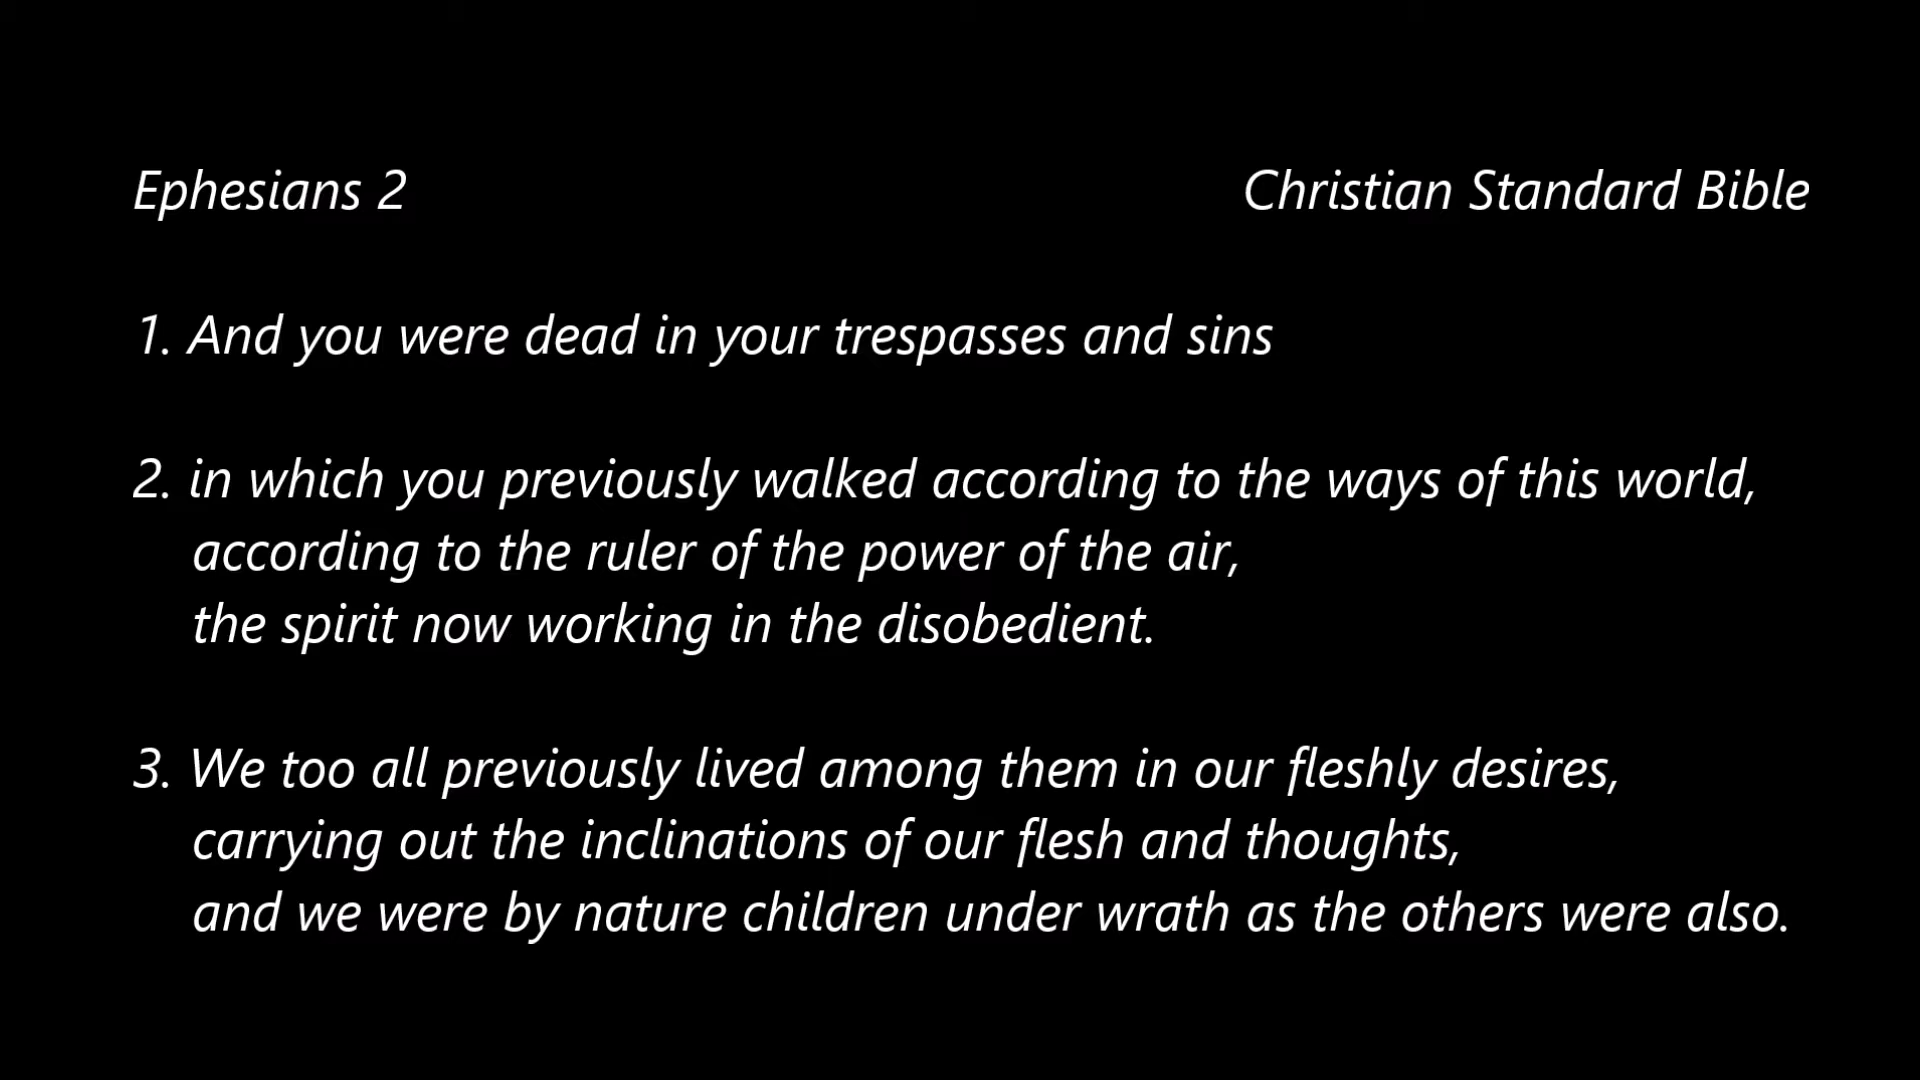 Ephesians 2 Christian Standard Bible
1. And you were dead in your trespasses and sins
2. in which you previously walked according to the ways of this world,
according to the ruler of the power of the air,
the spirit now working in the disobedient.
3. We too all previously lived among them in our fleshly desires,
carrying out the inclinations of our flesh and thoughts,
and we were by nature children under wrath as the others were also.